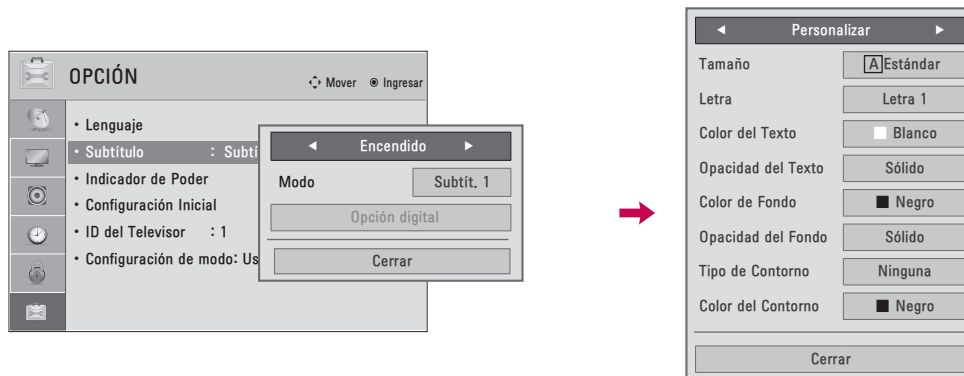 OPCIÓN
Mover Ingresar
• Lenguaje
• Subtítulo : Subtí
• Indicador de Poder
• Configuración Inicial
• ID del Televisor : 1
• Configuración de modo: Us
◄ Encendido ►
Modo Subtít. 1
Opción digital
Cerrar
◄ Personalizar ►
Tamaño A Estándar
Letra Letra 1
Color del Texto Blanco
Opacidad del Texto Sólido
Color de Fondo Negro
Opacidad del Fondo Sólido
Tipo de Contorno Ninguna
Color del Contorno Negro
Cerrar